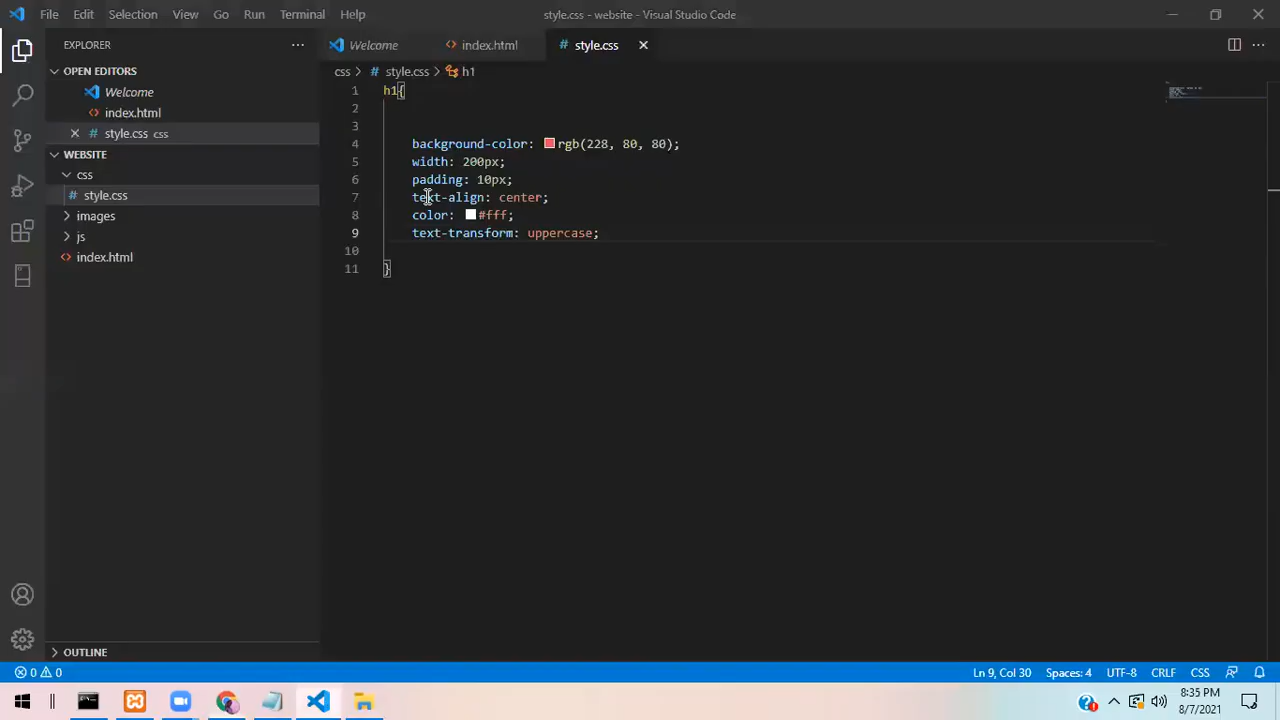 File Edit Selection View Go Run Terminal Help style.css - website - Visual Studio Code
EXPLORER
Welcome index.html # style.css
OPEN EDITORS
Welcome
index.html
# style.css css
WEBSITE
css
# style.css
images
js
index.html
OUTLINE
css > # style.css > h1
1 h1{
2
3
4 background-color: rgb(228, 80, 80);
5 width: 200px;
6 padding: 10px;
7 text-align: center;
8 color: #fff;
9 text-transform: uppercase;
10
11 }
0 0 Ln 9, Col 30 Spaces: 4 UTF-8 CRLF CSS
8:35 PM
8/7/2021